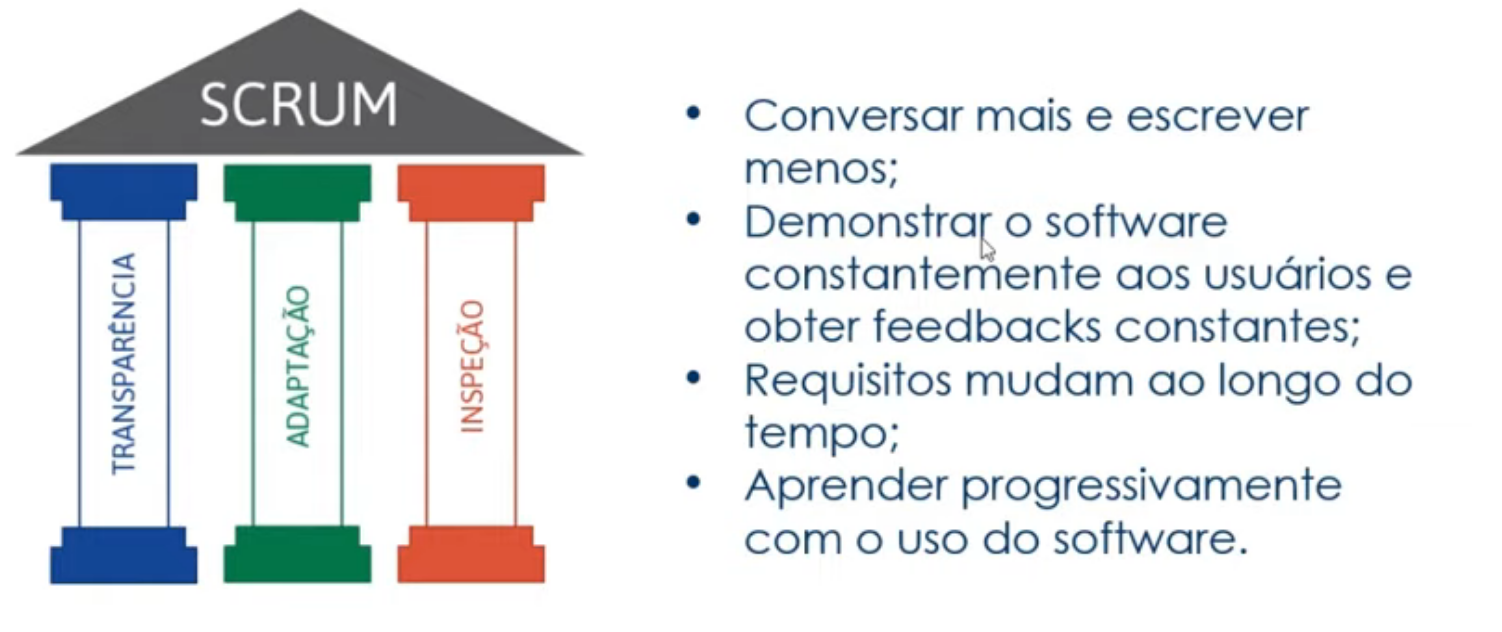 SCRUM
TRANSPARÊNCIA
ADAPTAÇÃO
INSPEÇÃO
• Conversar mais e escrever
menos;
• Demonstrar o software
constantemente aos usuários e
obter feedbacks constantes;
• Requisitos mudam ao longo do
tempo;
• Aprender progressivamente
com o uso do software.